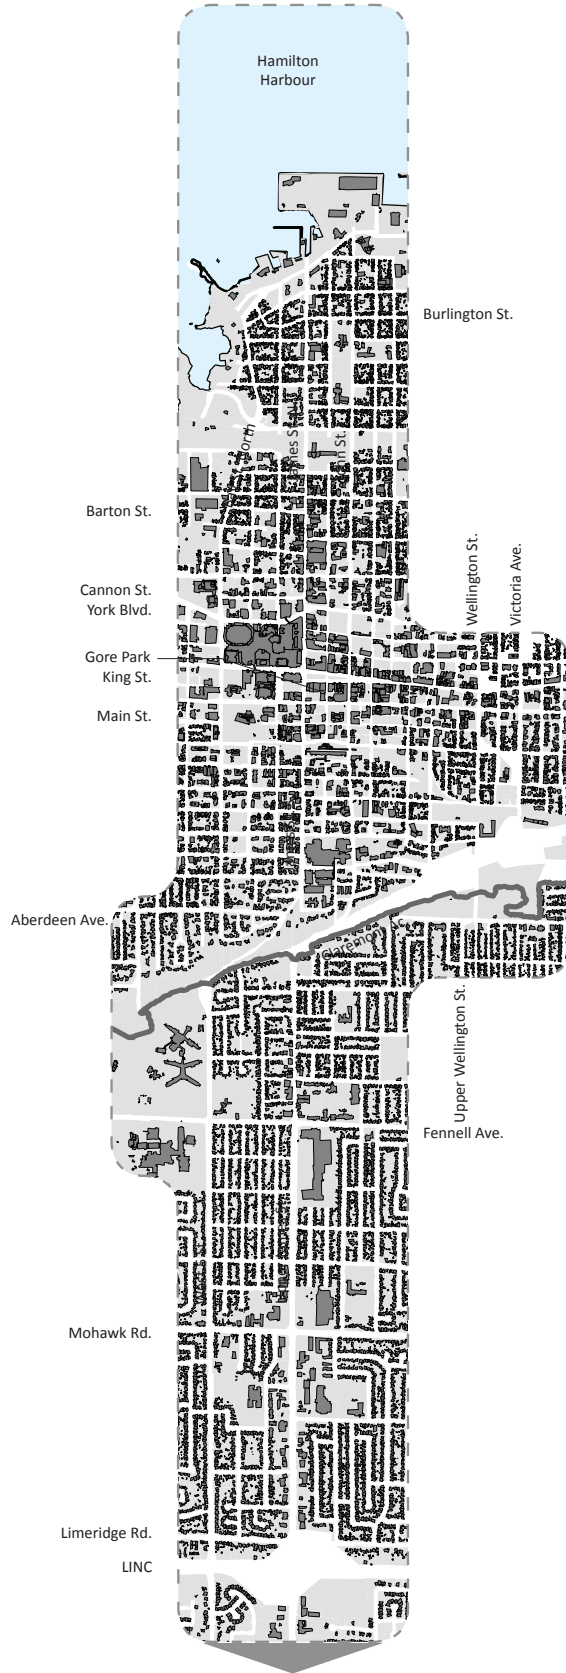 Hamilton
Harbour
Burlington St.
Barton St.
Wellington St.
Victoria Ave.
Cannon St.
York Blvd.
Gore Park
King St.
Main St.
Aberdeen Ave.
Upper Wellington St.
Fennell Ave.
Mohawk Rd.
Limeridge Rd.
LINC